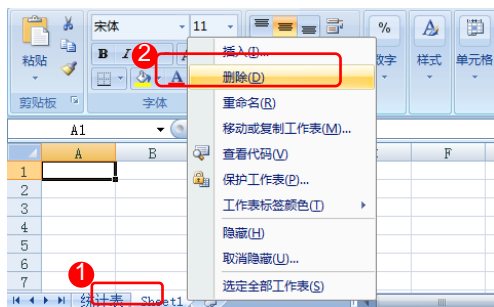 宋体 11 % A
B I A
粘贴 数字 样式 单元格
剪贴板 字体
2
插入(I)...
删除(D)
重命名(R)
移动或复制工作表(M)...
查看代码(V)
保护工作表(P)...
工作表标签颜色(T)
隐藏(H)
取消隐藏(U)...
选定全部工作表(S)
A1
A B F
1
2
3
4
5
6
7
1
统计表 Sheet1